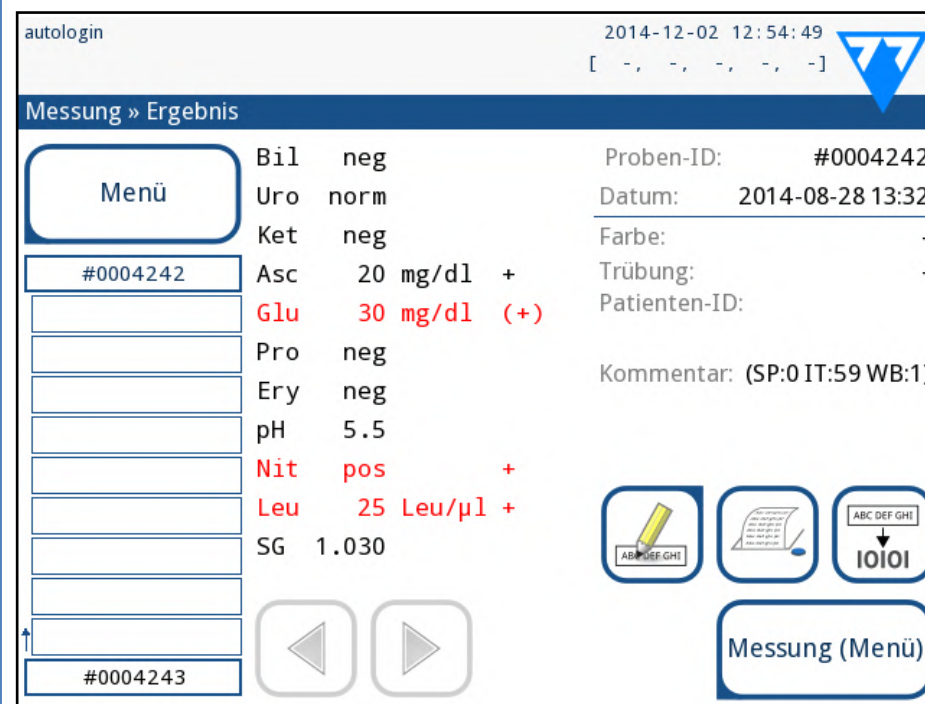 autologin
2014-12-02 12:54:49
[ -, -, -, -, -]
Messung » Ergebnis
Menü
#0004242
#0004243
Bil neg
Uro norm
Ket neg
Asc 20 mg/dl +
Glu 30 mg/dl (+)
Pro neg
Ery neg
pH 5.5
Nit pos +
Leu 25 Leu/µl +
SG 1.030
Proben-ID: #0004242
Datum: 2014-08-28 13:32
Farbe: -
Trübung: -
Patienten-ID:
Kommentar: (SP:0 IT:59 WB:1)
ABC DEF GHI
ABC DEF GHI
IOIOI
Messung (Menü)